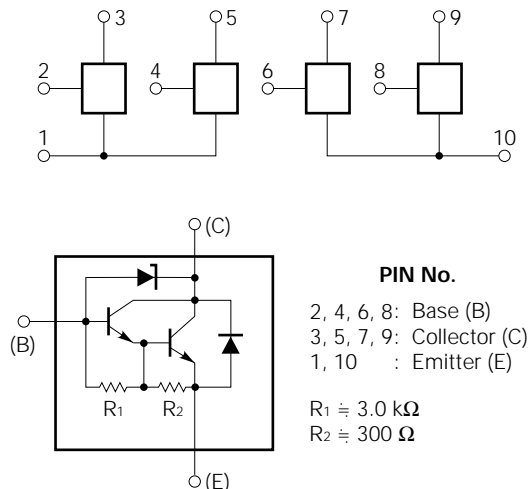 3 5 7 9
2 4 6 8
1 10
(C)
(B)
R1 R2
(E)
PIN No.
2, 4, 6, 8: Base (B)
3, 5, 7, 9: Collector (C)
1, 10 : Emitter (E)
R1 ≒ 3.0 kΩ
R2 ≒ 300 Ω